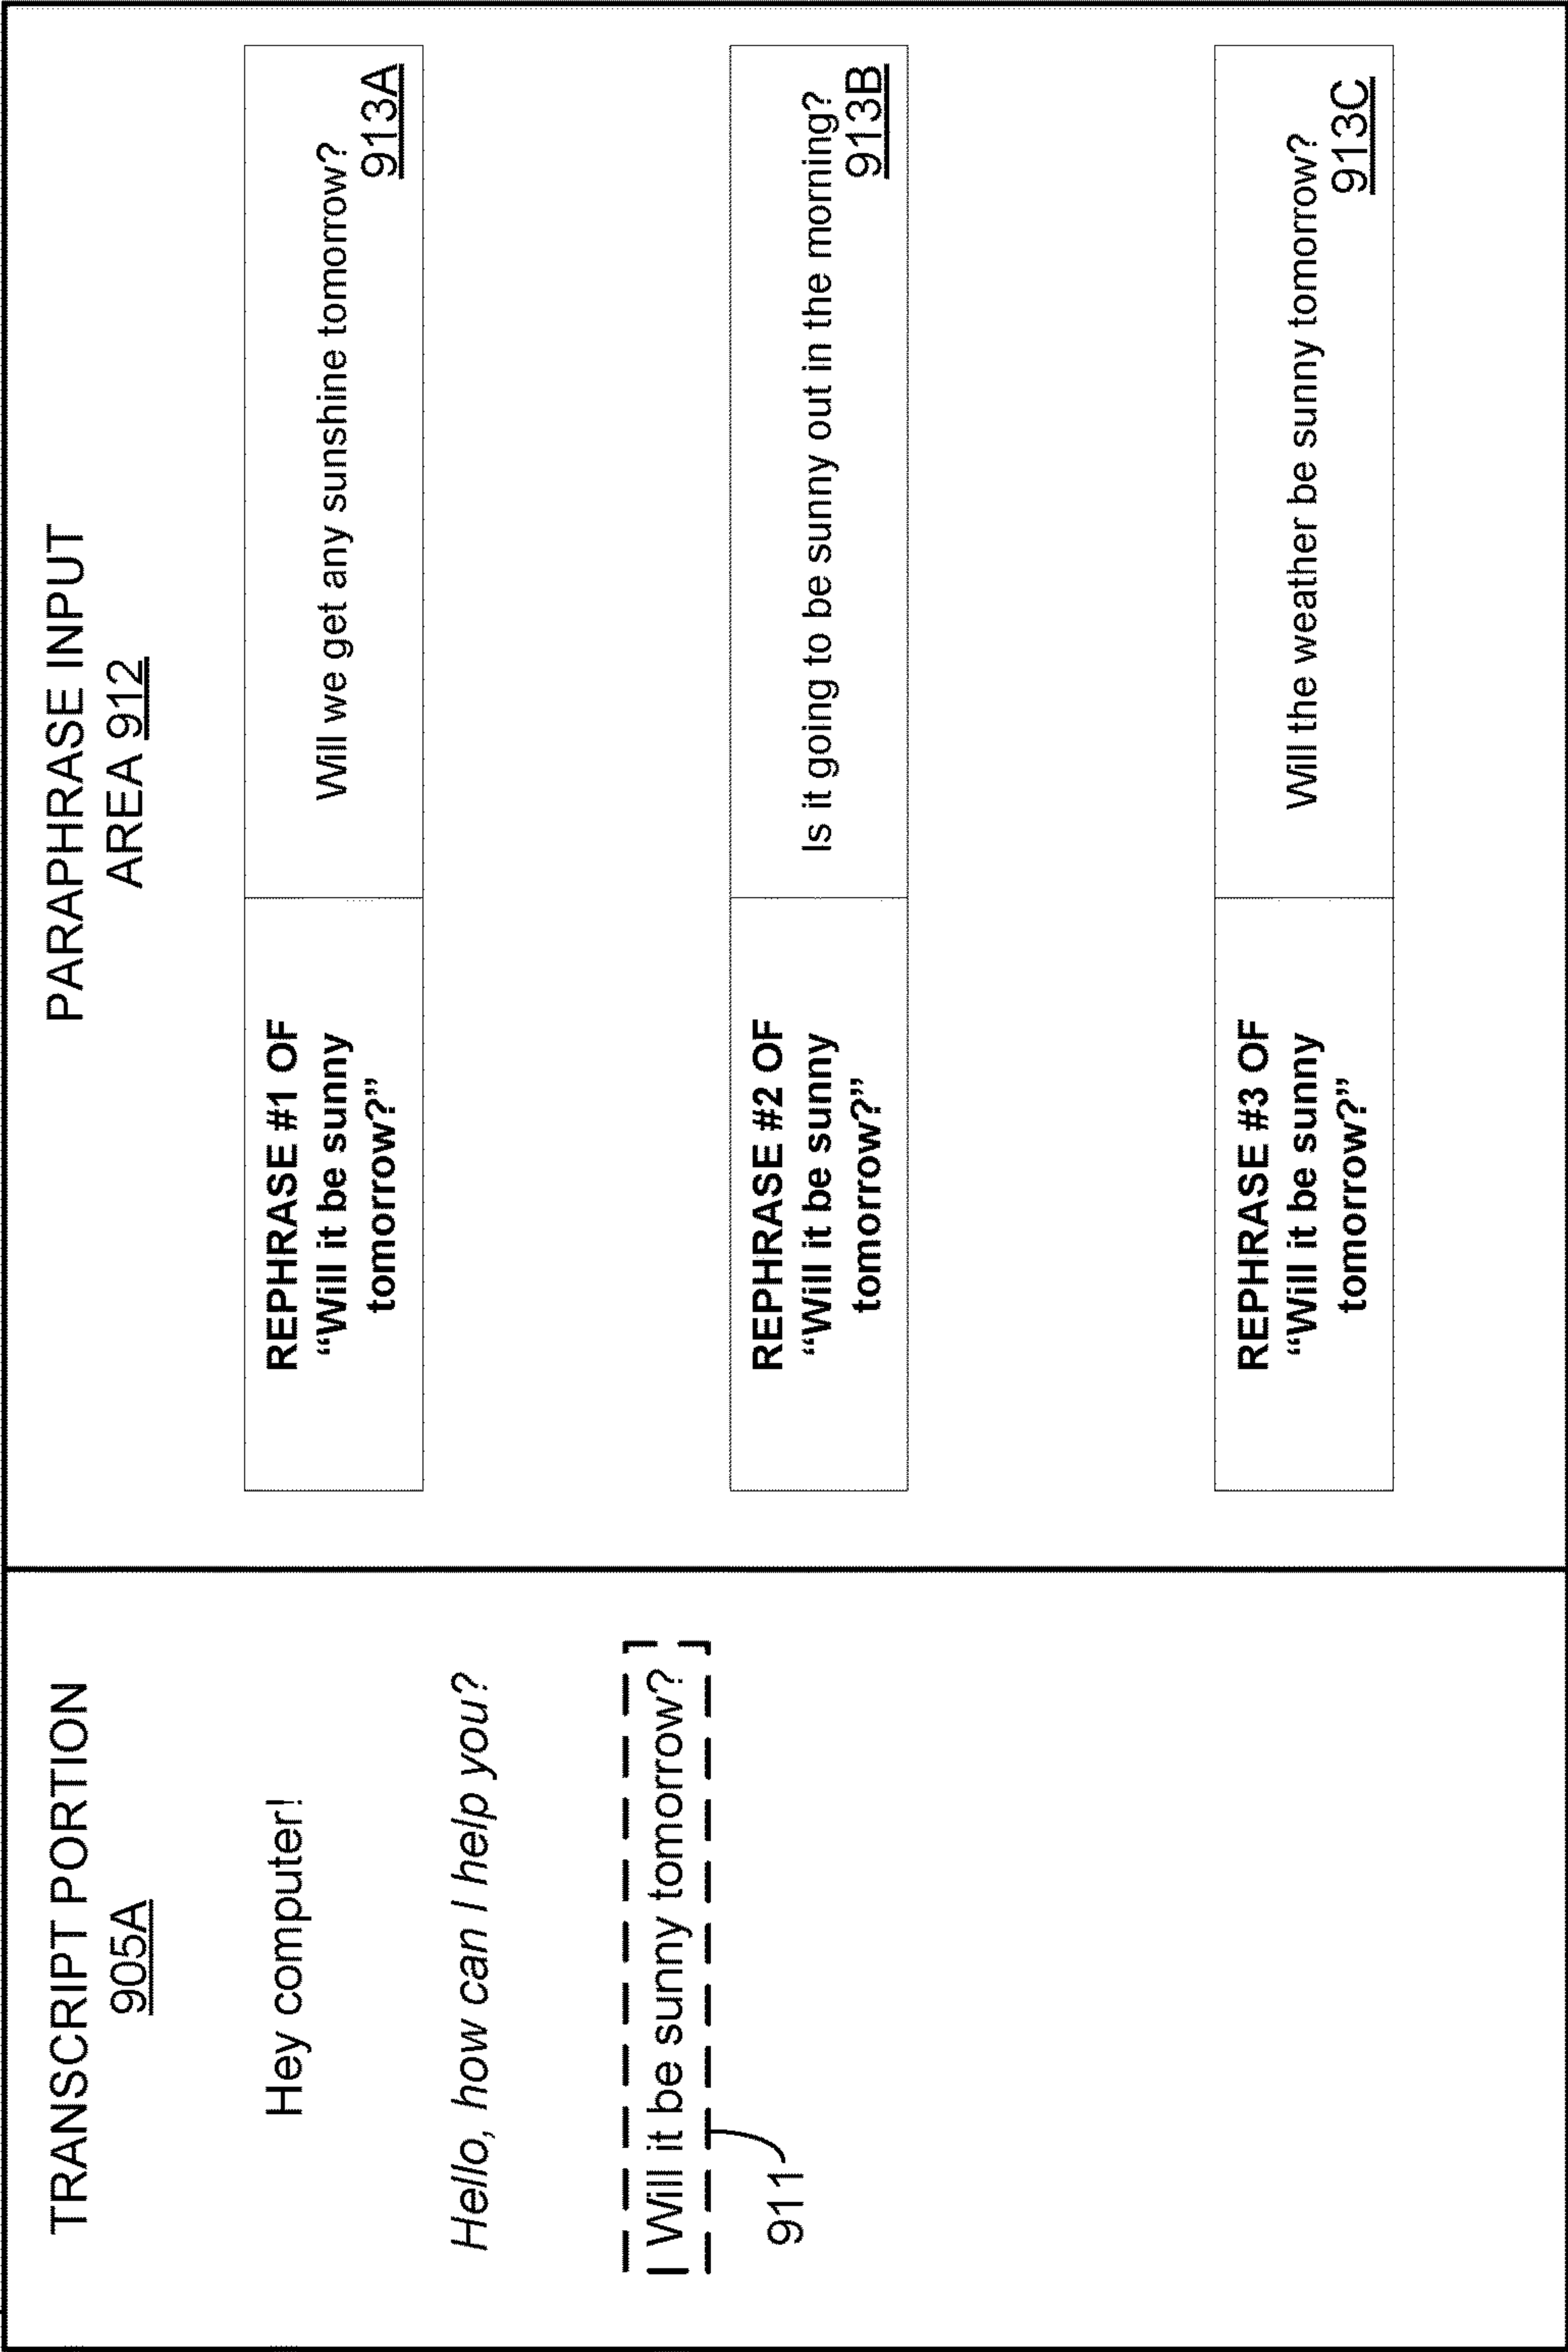 TRANSCRIPT PORTION
905A
Hey computer!
Hello, how can I help you?
Will it be sunny tomorrow?
911
PARAPHRASE INPUT
AREA 912
REPHRASE #1 OF
“Will it be sunny
tomorrow?”
Will we get any sunshine tomorrow?
913A
REPHRASE #2 OF
“Will it be sunny
tomorrow?”
Is it going to be sunny out in the morning?
913B
REPHRASE #3 OF
“Will it be sunny
tomorrow?”
Will the weather be sunny tomorrow?
913C